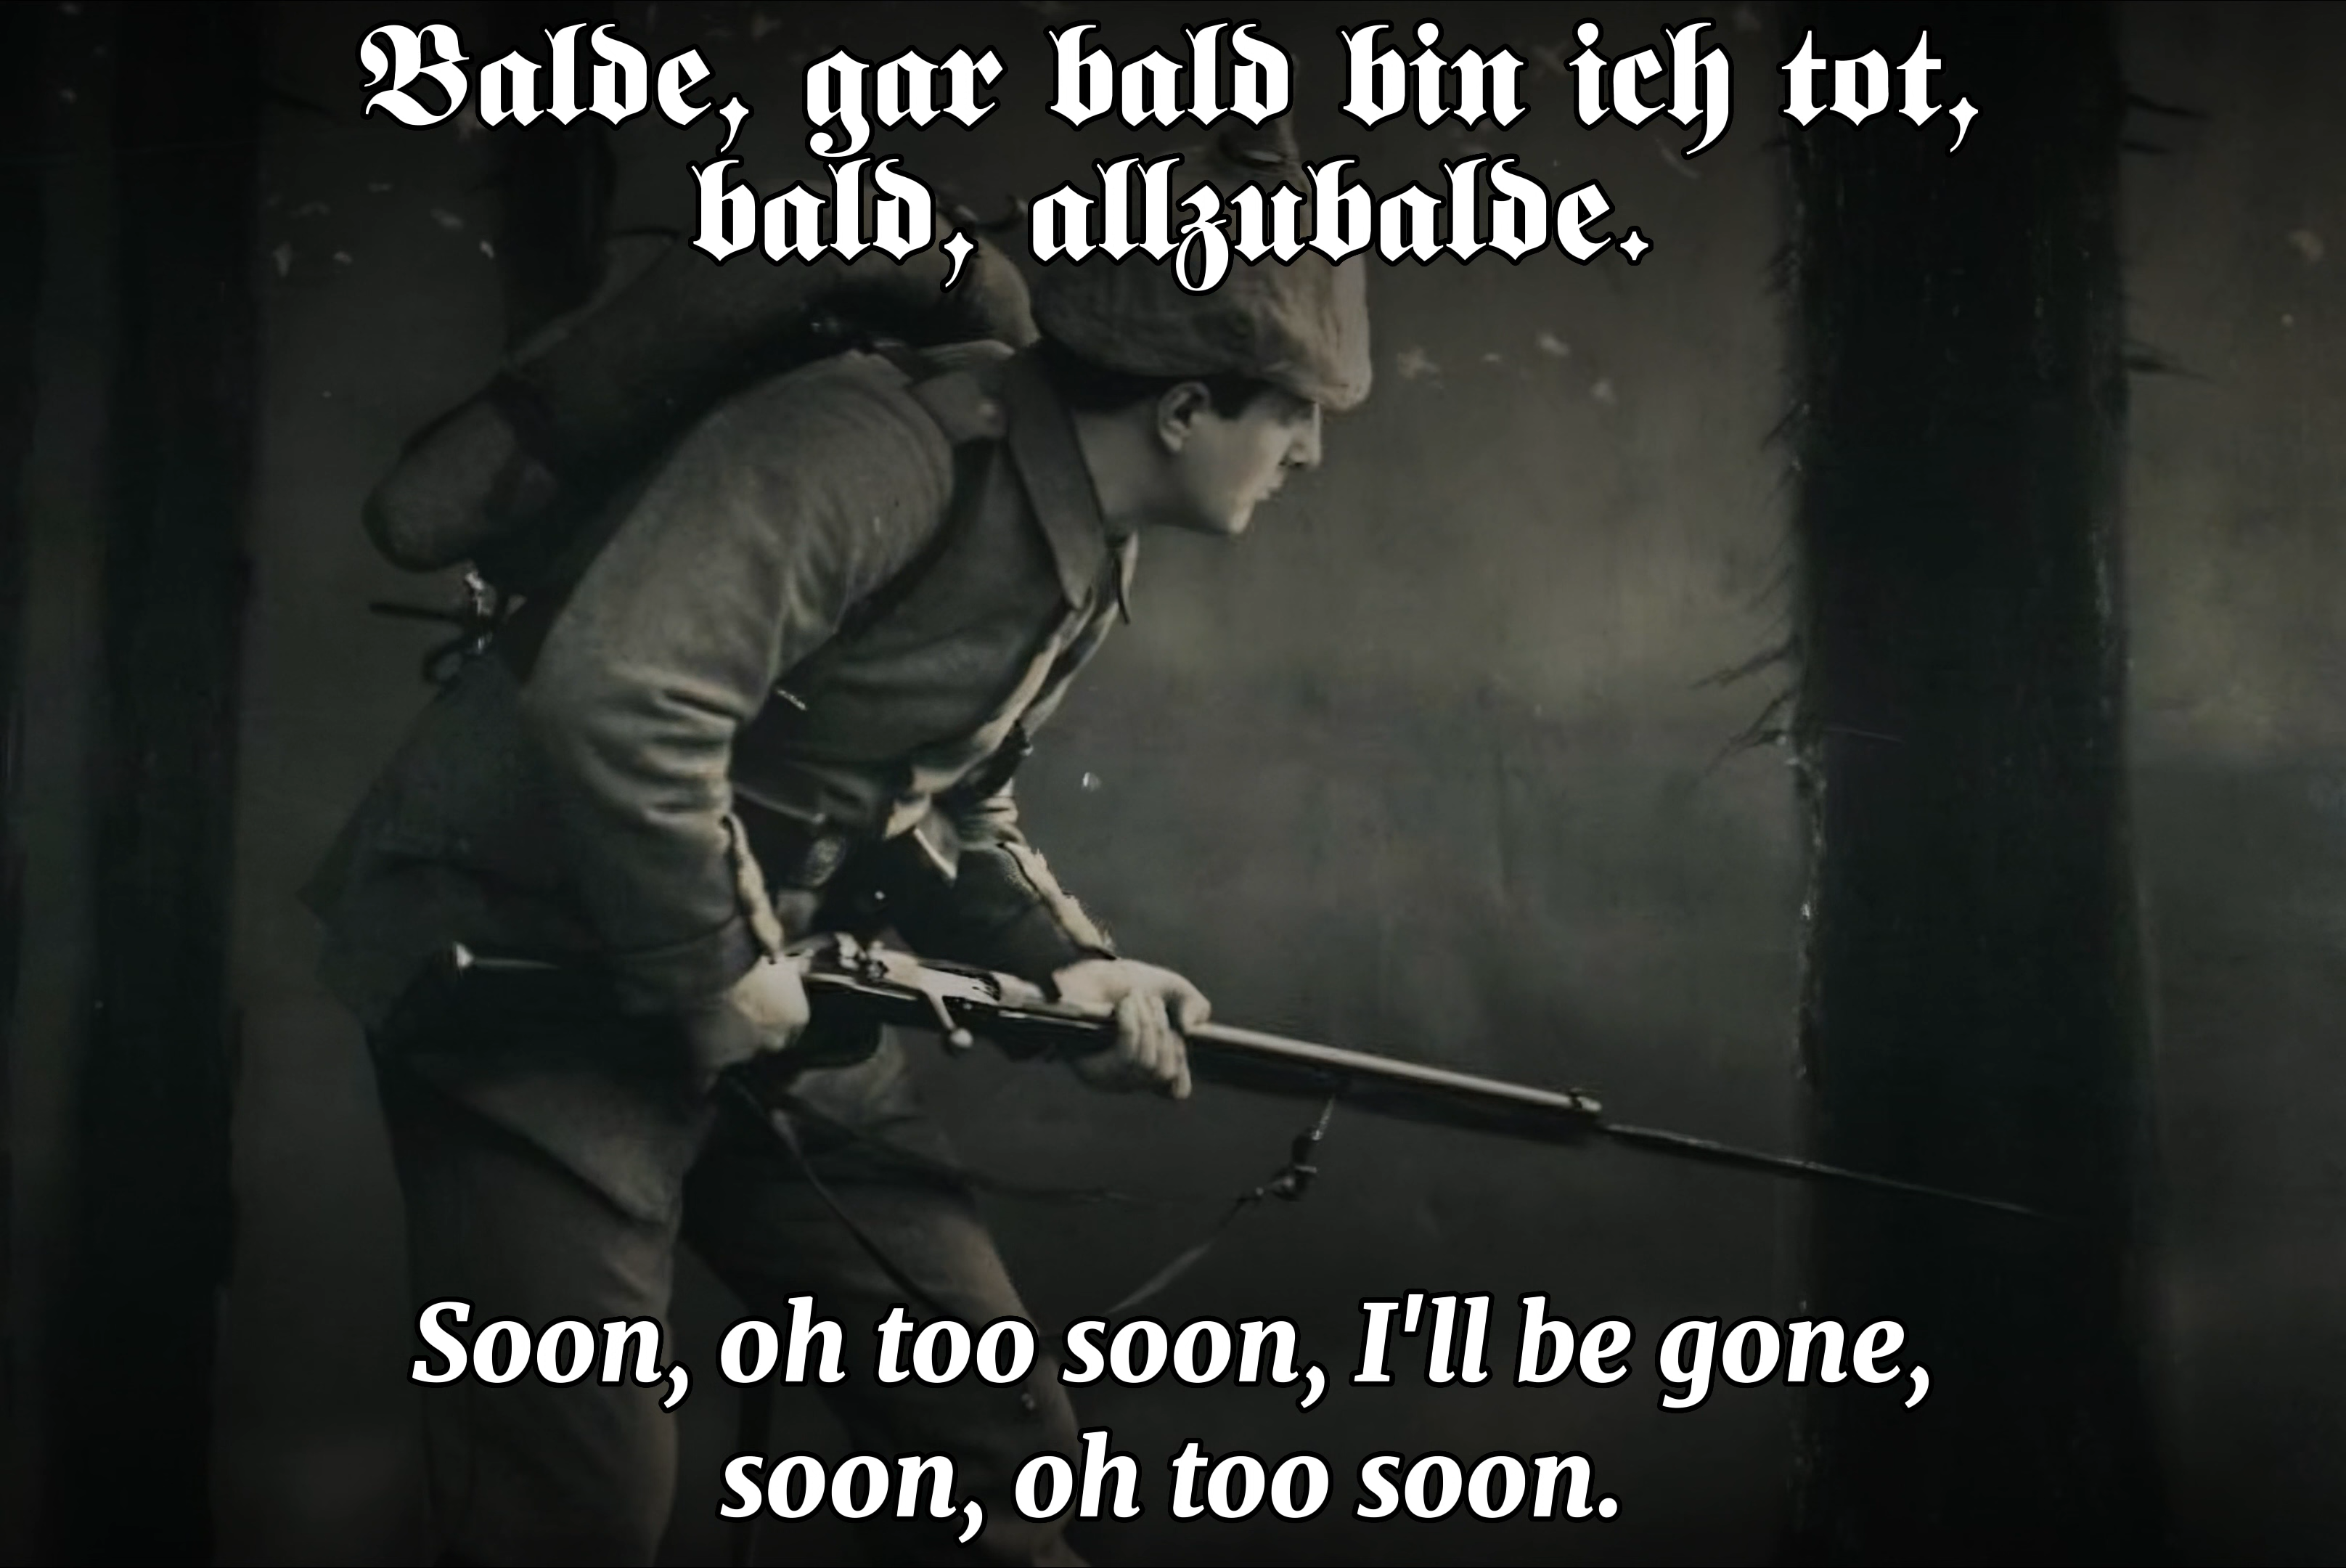 Balde, gar bald bin ich tot,
bald, allzubalde.
Soon, oh too soon, I'll be gone,
soon, oh too soon.